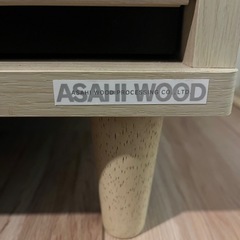 ASAHI WOOD
ASAHI WOOD PROCESSING CO., LTD.